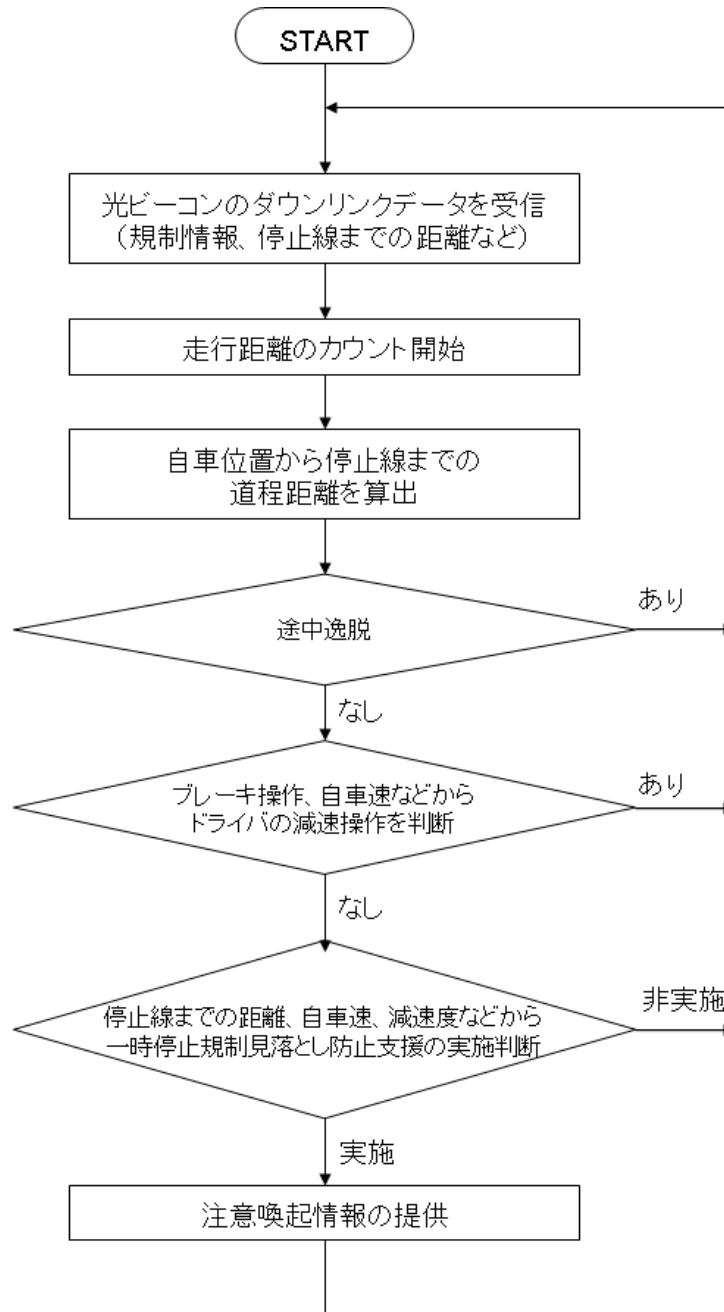 START
光ビーコンのダウンリンクデータを受信
（規制情報、停止線までの距離など）
走行距離のカウント開始
自車位置から停止線までの
道程距離を算出
途中逸脱
あり
なし
ブレーキ操作、自車速などから
ドライバの減速操作を判断
あり
なし
停止線までの距離、自車速、減速度などから
一時停止規制見落とし防止支援の実施判断
非実施
実施
注意喚起情報の提供